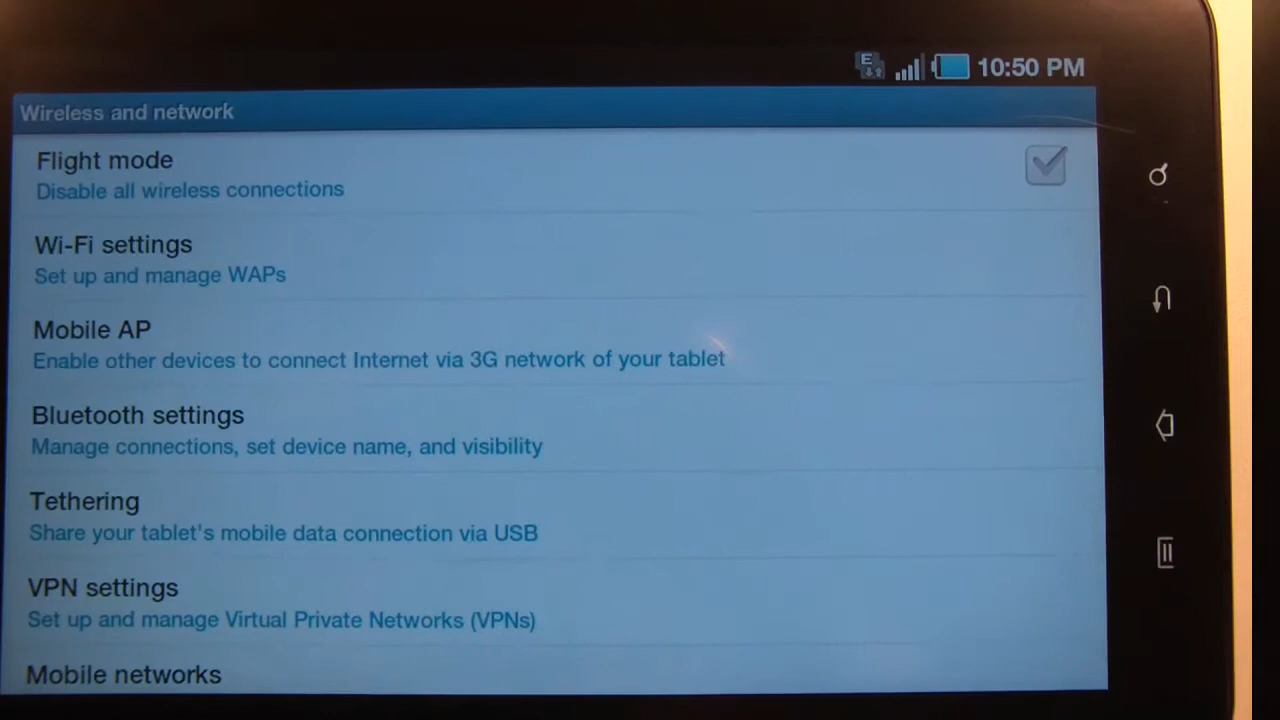 E
10:50 PM
Wireless and network
Flight mode
Disable all wireless connections
Wi-Fi settings
Set up and manage WAPs
Mobile AP
Enable other devices to connect Internet via 3G network of your tablet
Bluetooth settings
Manage connections, set device name, and visibility
Tethering
Share your tablet's mobile data connection via USB
VPN settings
Set up and manage Virtual Private Networks (VPNs)
Mobile networks